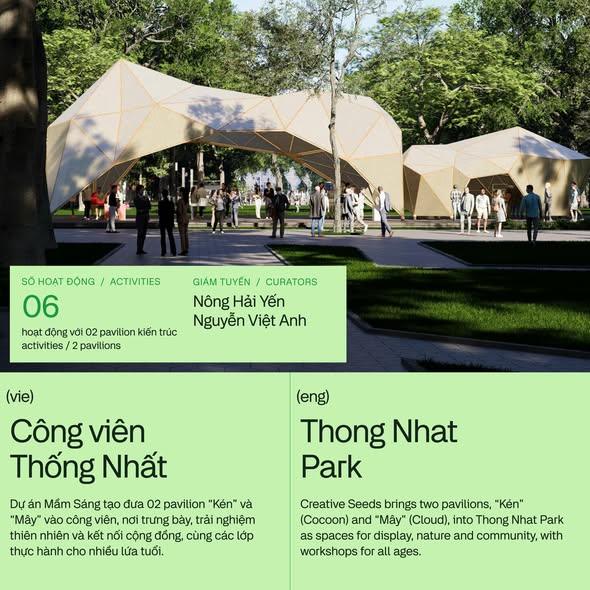 SỐ HOẠT ĐỘNG / ACTIVITIES
06
hoạt động với 02 pavilion kiến trúc
activities / 2 pavilions
GIÁM TUYỂN / CURATORS
Nông Hải Yến
Nguyễn Việt Anh
(vie)
Công viên
Thống Nhất
Dự án Mầm Sáng tạo đưa 02 pavilion “Kén” và
“Mây” vào công viên, nơi trưng bày, trải nghiệm
thiên nhiên và kết nối cộng đồng, cùng các lớp
thực hành cho nhiều lứa tuổi.
(eng)
Thong Nhat
Park
Creative Seeds brings two pavilions, “Kén”
(Cocoon) and “Mây” (Cloud), into Thong Nhat Park
as spaces for display, nature and community, with
workshops for all ages.